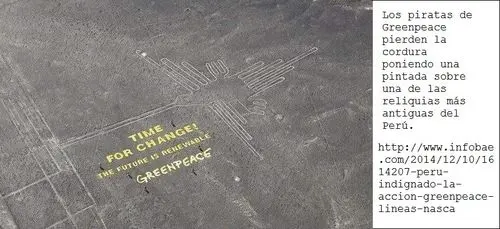 TIME
FOR CHANGE!
THE FUTURE IS RENEWABLE
GREENPEACE
Los piratas de
Greenpeace
pierden la
cordura
poniendo una
pintada sobre
una de las
reliquias más
antiguas del
Perú.
http://www.infobae
.com/2014/12/10/16
14207-peru-
indignado-la-
accion-greenpeace-
lineas-nasca